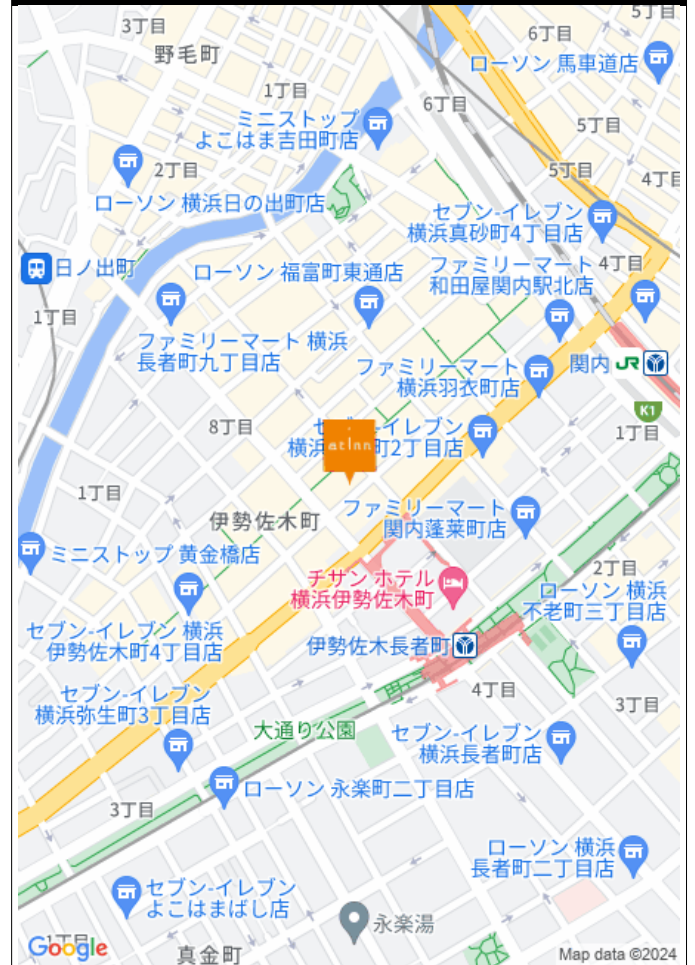 3丁目
5丁目
野毛町
6丁目
ローソン 馬車道店
1丁目
6丁目
ミニストップ
よこはま吉田町店
5丁目
2丁目
5丁目
4丁目
ローソン 横浜日の出町店
セブン-イレブン
横浜真砂町4丁目店
日ノ出町
ローソン 福富町東通店
ファミリーマート
和田屋関内駅北店
4丁目
1丁目
ファミリーマート 横浜
長者町九丁目店
ファミリーマート
横浜羽衣町店
関内 JR
K1
8丁目
セブン-イレブン
横浜 町2丁目店
at inn
1丁目
1丁目
伊勢佐木町
ファミリーマート
関内蓬莱町店
ミニストップ 黄金橋店
チサン ホテル
横浜伊勢佐木町
2丁目
ローソン 横浜
不老町三丁目店
セブン-イレブン 横浜
伊勢佐木町4丁目店
伊勢佐木長者町
セブン-イレブン
横浜弥生町3丁目店
4丁目
3丁目
大通り公園
セブン-イレブン
横浜長者町店
ローソン 永楽町二丁目店
3丁目
ローソン 横浜
長者町二丁目店
セブン-イレブン
よこはまばし店
永楽湯
1丁目
Google
真金町
Map data ©2024